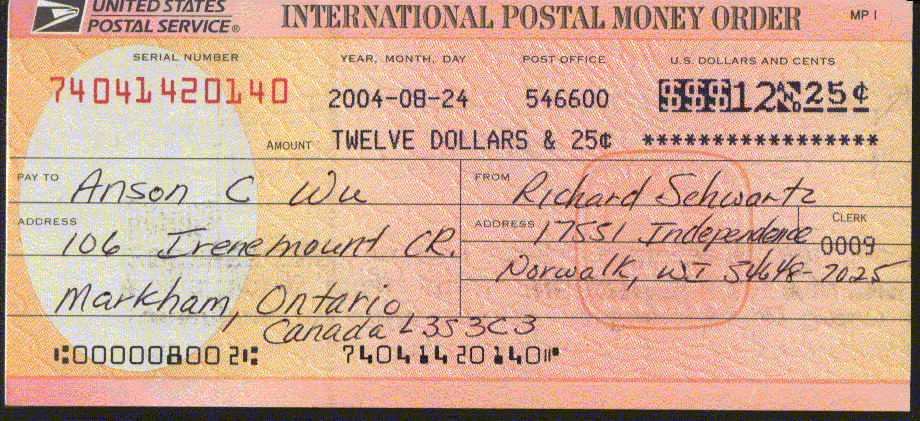 UNITED STATES POSTAL SERVICE®
INTERNATIONAL POSTAL MONEY ORDER
MP I
SERIAL NUMBER
YEAR, MONTH, DAY
POST OFFICE
U.S. DOLLARS AND CENTS
74041420140
2004-08-24
546600
$$$12 AND 25¢
AMOUNT TWELVE DOLLARS & 25¢ ****************
PAY TO Anson C Wu
FROM Richard Schwartz
ADDRESS 106 Irenemount CR.
ADDRESS 17551 Independence
CLERK
0009
Norwalk, WI 54648-7025
Markham, Ontario
Canada L3S3C3
⑆000008002⑆ 74041420140⑈